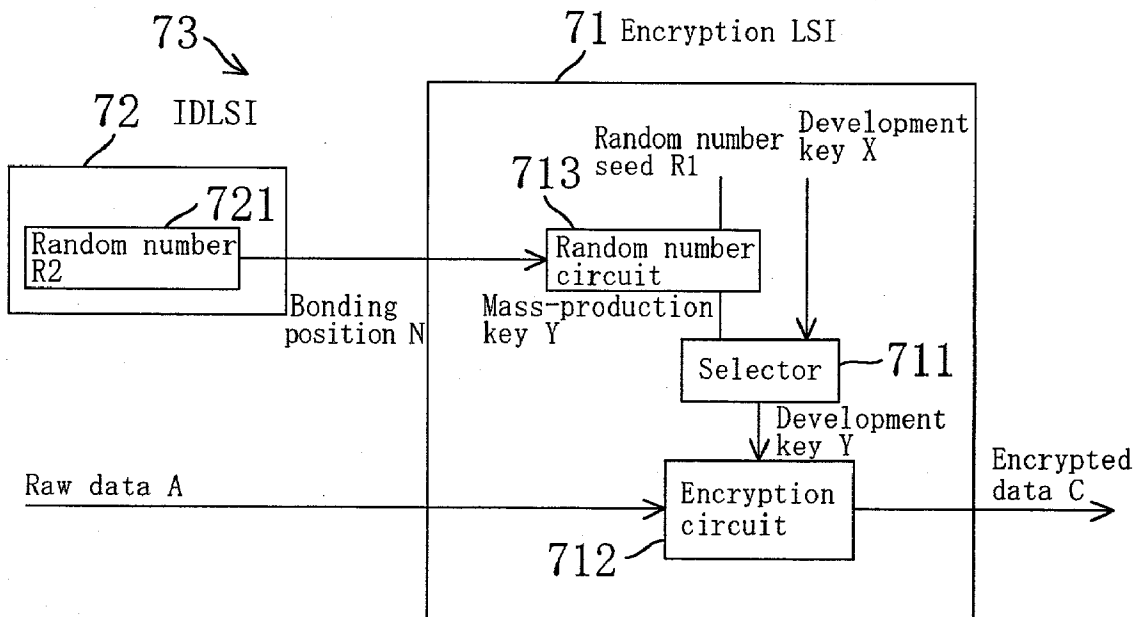 73
71 Encryption LSI
72 IDLSI
Development
key X
Random number
seed R1
713
721
Random number
R2
Random number
circuit
Bonding
position N
Mass-production
key Y
Selector
711
Development
key Y
Raw data A
Encryption
circuit
712
Encrypted
data C